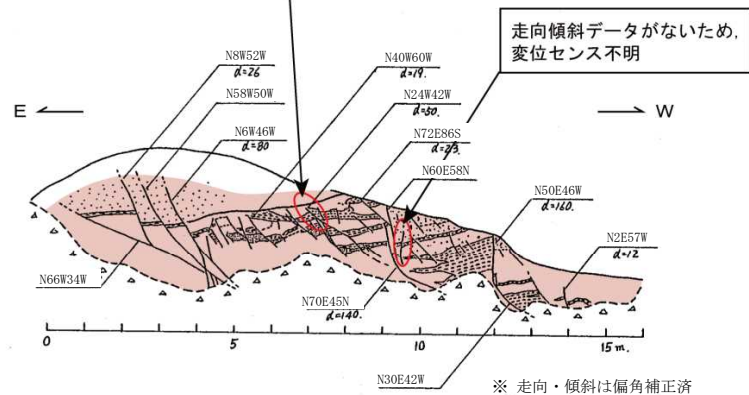 走向傾斜データがないため,
変位センス不明
N8W52W
d=26
N58W50W
N6W46W
d=80
N40W60W
d=19.
N24W42W
d=50.
N72E86S
d=23
N60E58N
E
W
N50E46W
d=160.
N2E57W
d=12
N66W34W
N70E45N
d=140.
0
5
10
15 m.
N30E42W
※ 走向・傾斜は偏角補正済